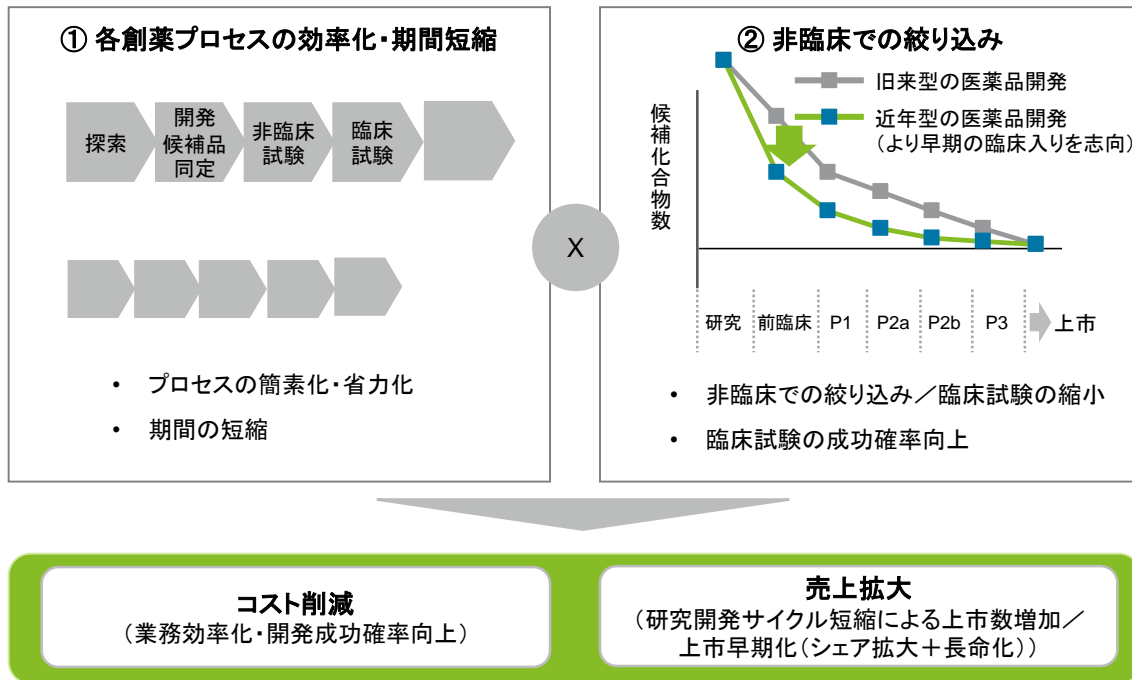 ① 各創薬プロセスの効率化・期間短縮
探索
開発
候補品
同定
非臨床
試験
臨床
試験
• プロセスの簡素化・省力化
• 期間の短縮
X
② 非臨床での絞り込み
旧来型の医薬品開発
近年型の医薬品開発
(より早期の臨床入りを志向)
候補化合物数
研究 前臨床 P1 P2a P2b P3 上市
• 非臨床での絞り込み／臨床試験の縮小
• 臨床試験の成功確率向上
コスト削減
(業務効率化・開発成功確率向上)
売上拡大
(研究開発サイクル短縮による上市数増加／
上市早期化(シェア拡大＋長命化))